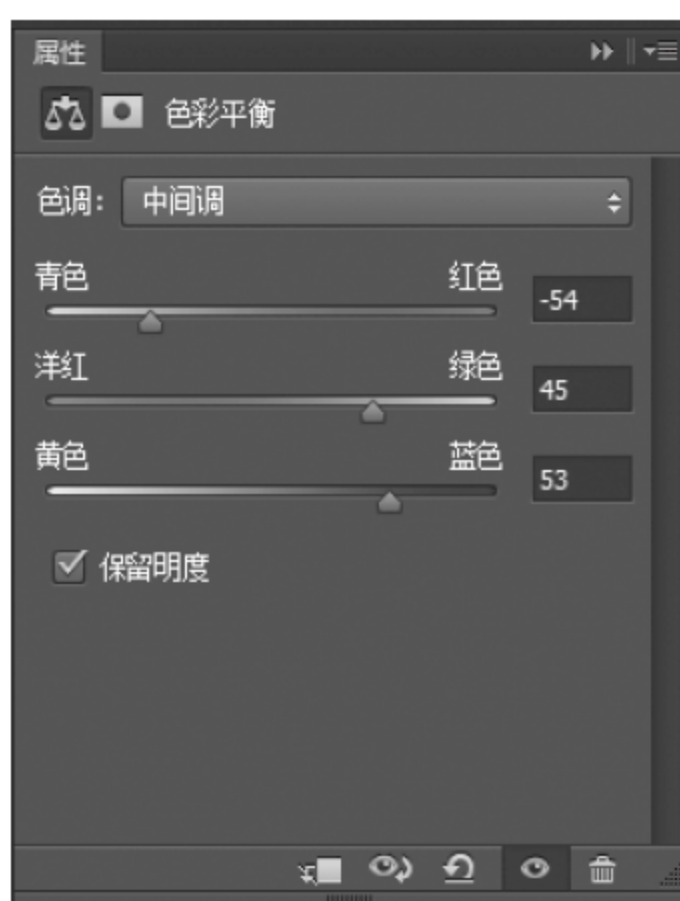 属性
色彩平衡
色调： 中间调
青色 红色 -54
洋红 绿色 45
黄色 蓝色 53
保留明度